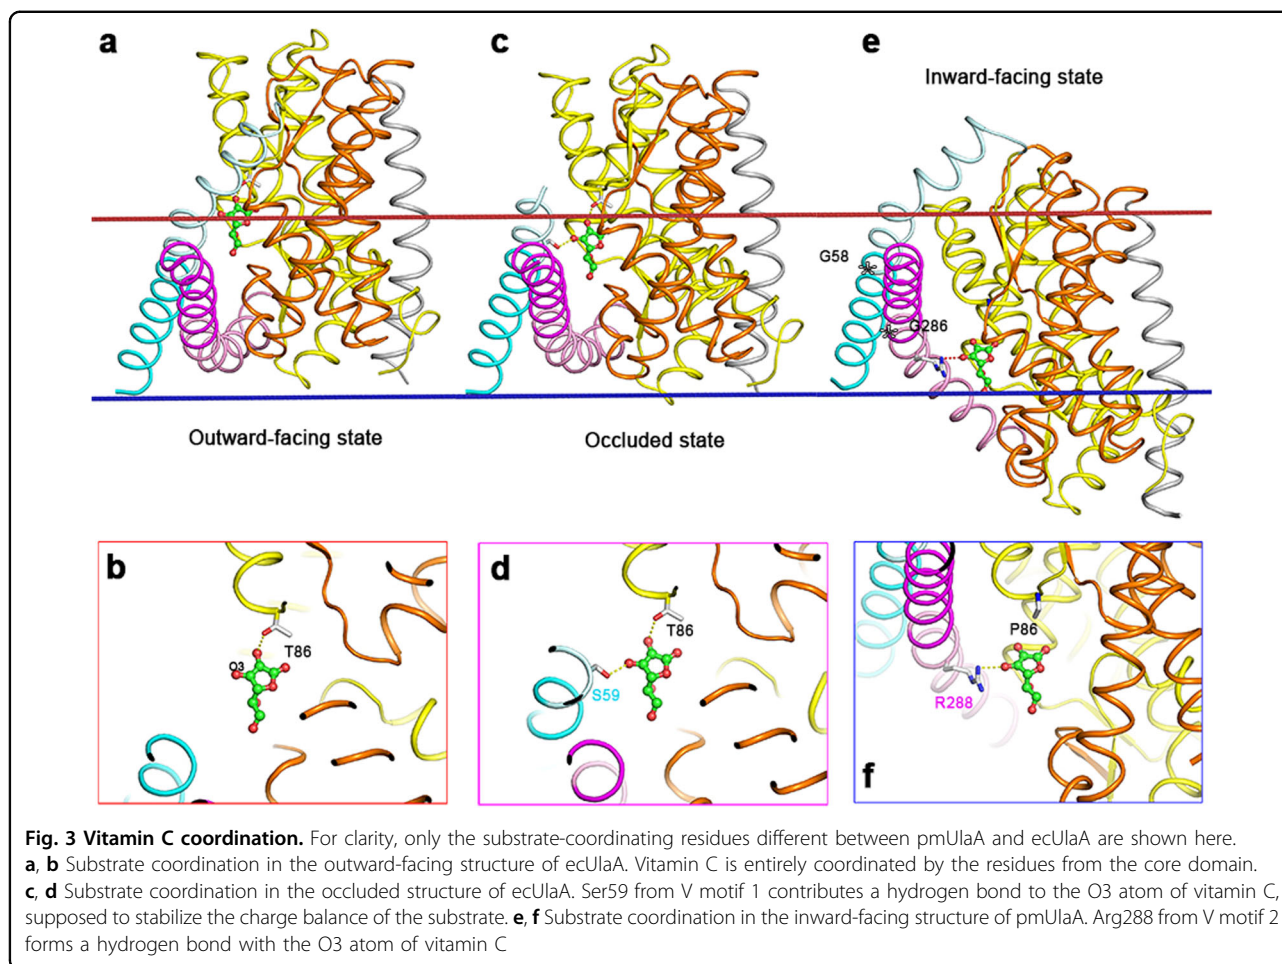 a
c
e
Inward-facing state
G58
G286
Outward-facing state
Occluded state
b
T86
O3
d
T86
S59
P86
R288
f
Fig. 3 Vitamin C coordination. For clarity, only the substrate-coordinating residues different between pmUlaA and ecUlaA are shown here.
a, b Substrate coordination in the outward-facing structure of ecUlaA. Vitamin C is entirely coordinated by the residues from the core domain.
c, d Substrate coordination in the occluded structure of ecUlaA. Ser59 from V motif 1 contributes a hydrogen bond to the O3 atom of vitamin C,
supposed to stabilize the charge balance of the substrate. e, f Substrate coordination in the inward-facing structure of pmUlaA. Arg288 from V motif 2
forms a hydrogen bond with the O3 atom of vitamin C